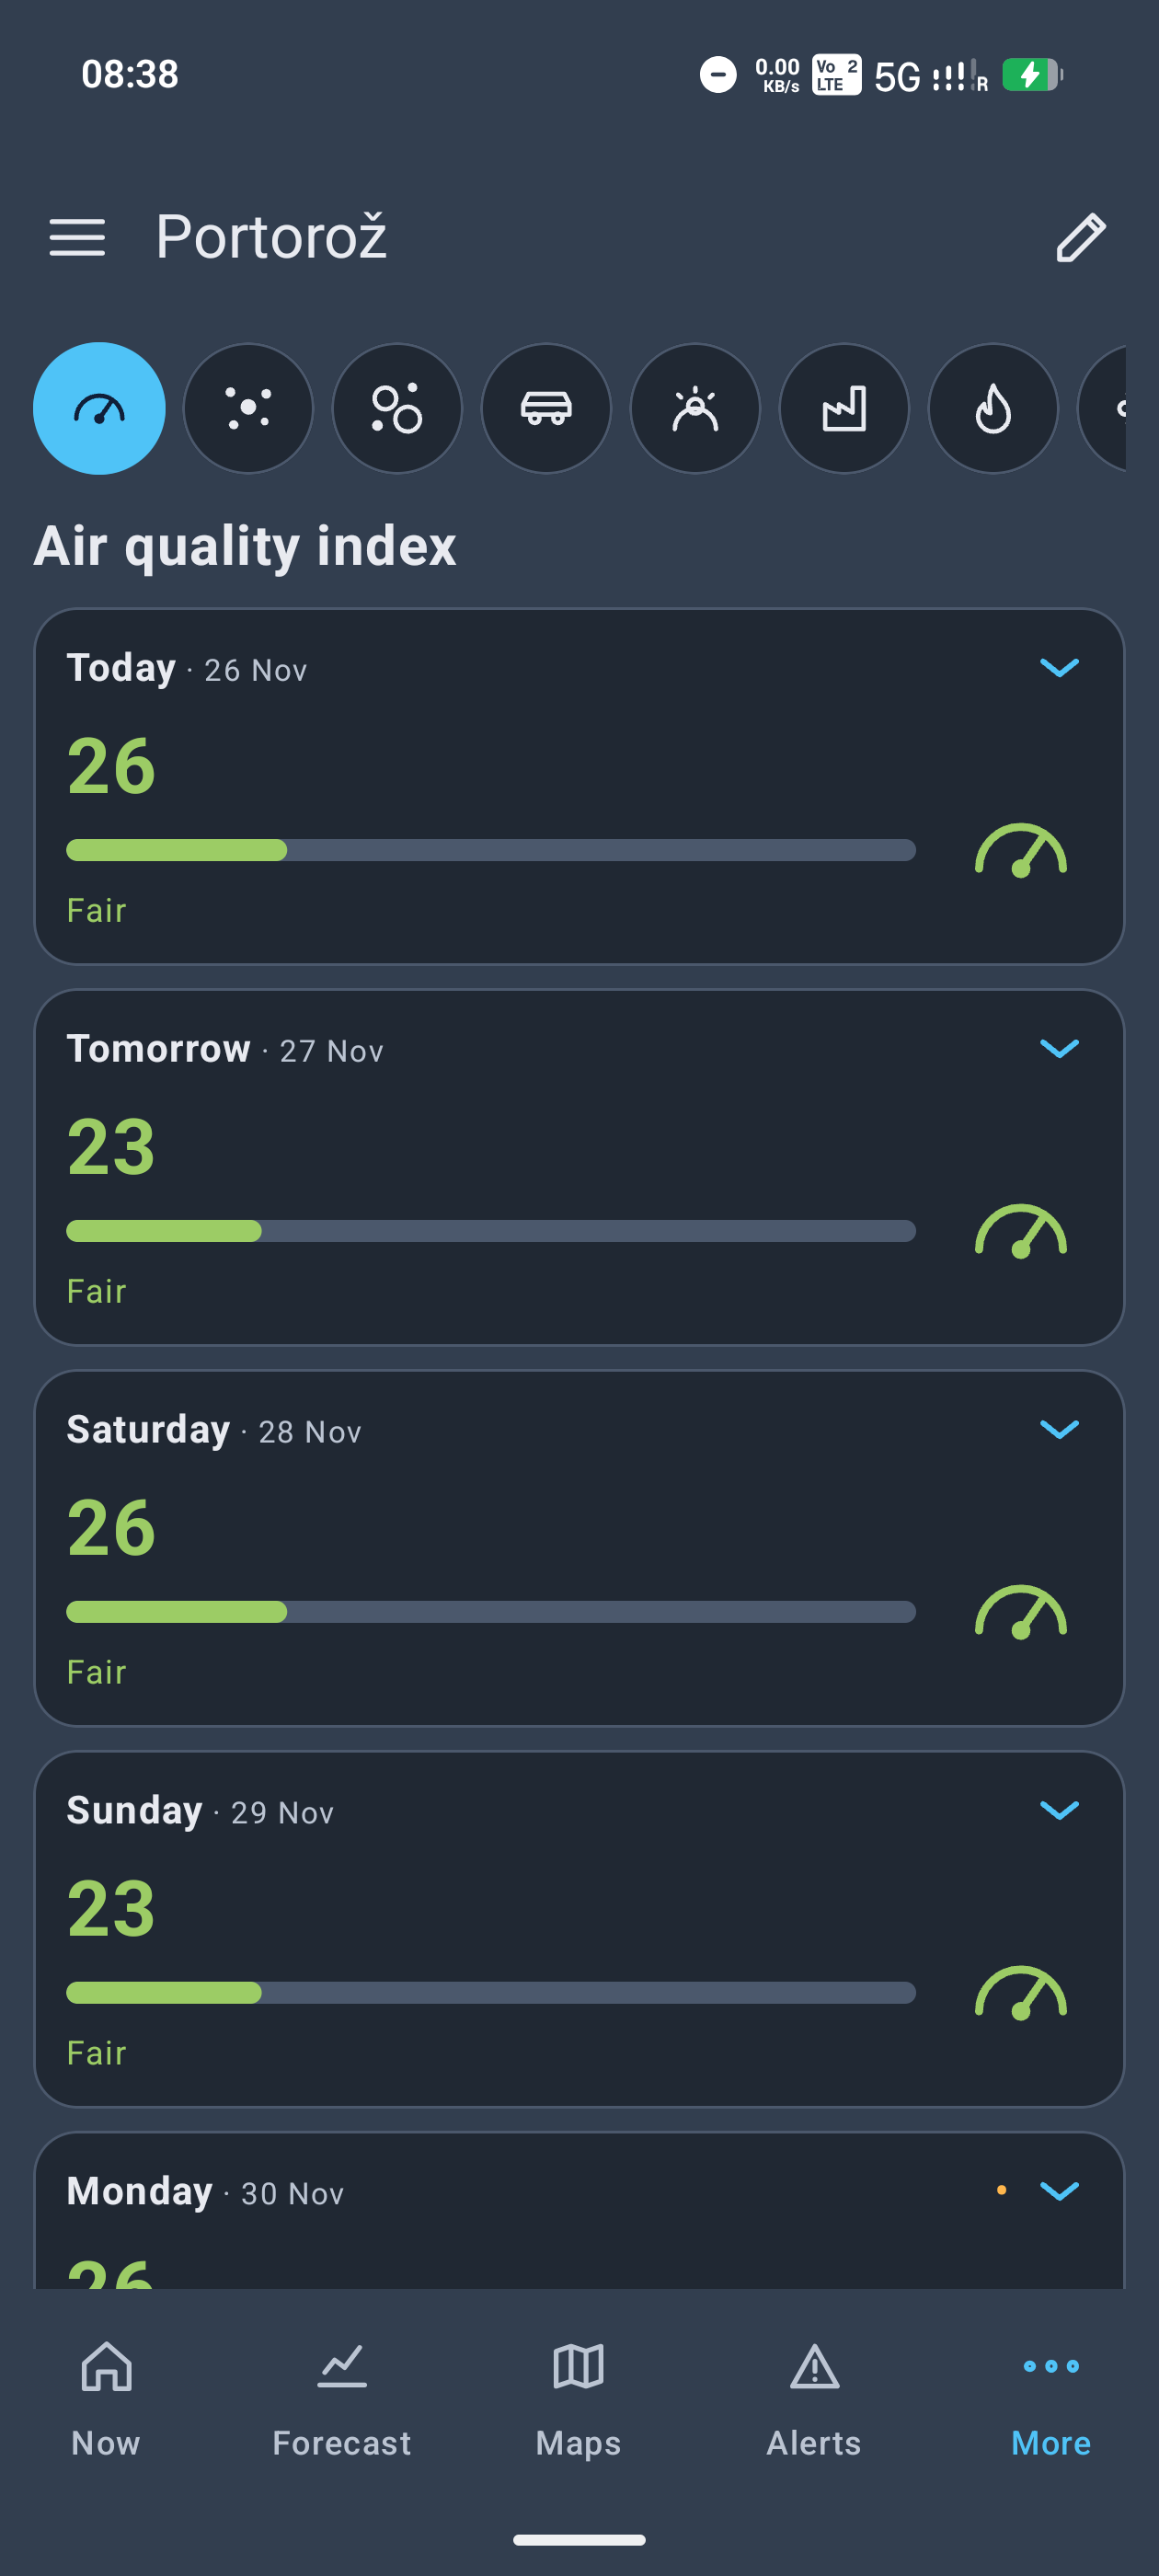 08:38
0.00
KB/s
Vo 2
LTE
5G
R
Portorož
Air quality index
Today · 26 Nov
26
Fair
Tomorrow · 27 Nov
23
Fair
Saturday · 28 Nov
26
Fair
Sunday · 29 Nov
23
Fair
Monday · 30 Nov
26
Now
Forecast
Maps
Alerts
More